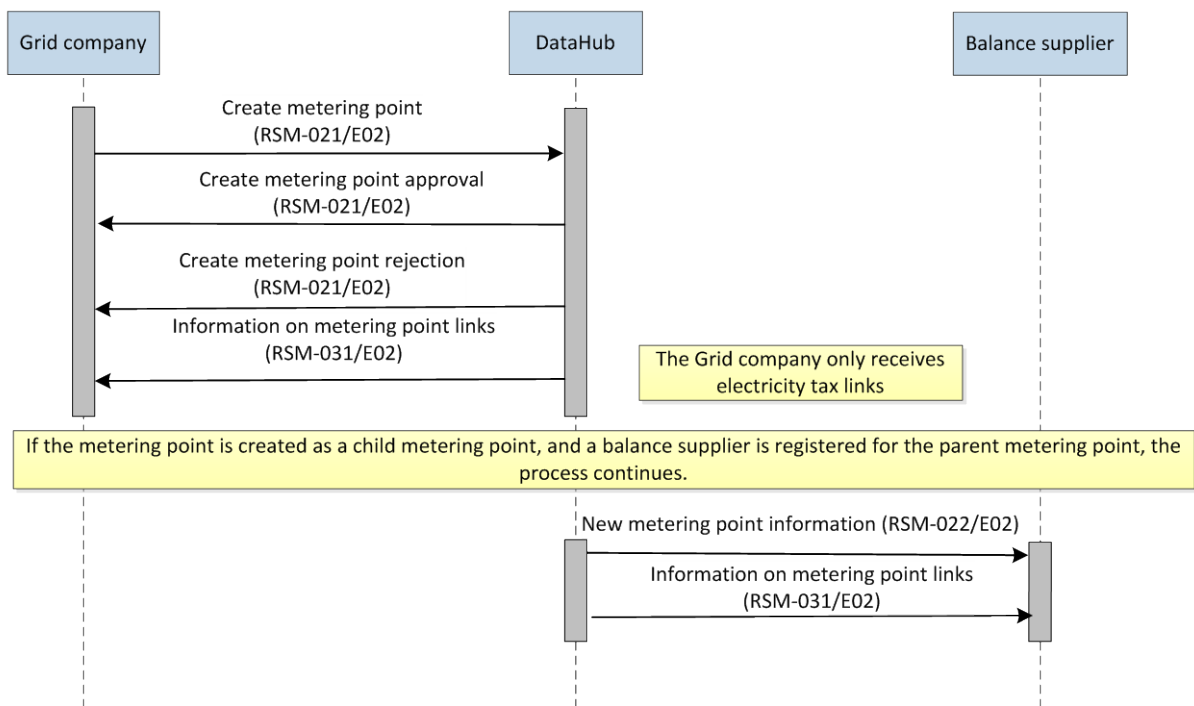 Grid company
DataHub
Balance supplier
Create metering point
(RSM-021/E02)
Create metering point approval
(RSM-021/E02)
Create metering point rejection
(RSM-021/E02)
Information on metering point links
(RSM-031/E02)
The Grid company only receives
electricity tax links
If the metering point is created as a child metering point, and a balance supplier is registered for the parent metering point, the
process continues.
New metering point information (RSM-022/E02)
Information on metering point links
(RSM-031/E02)